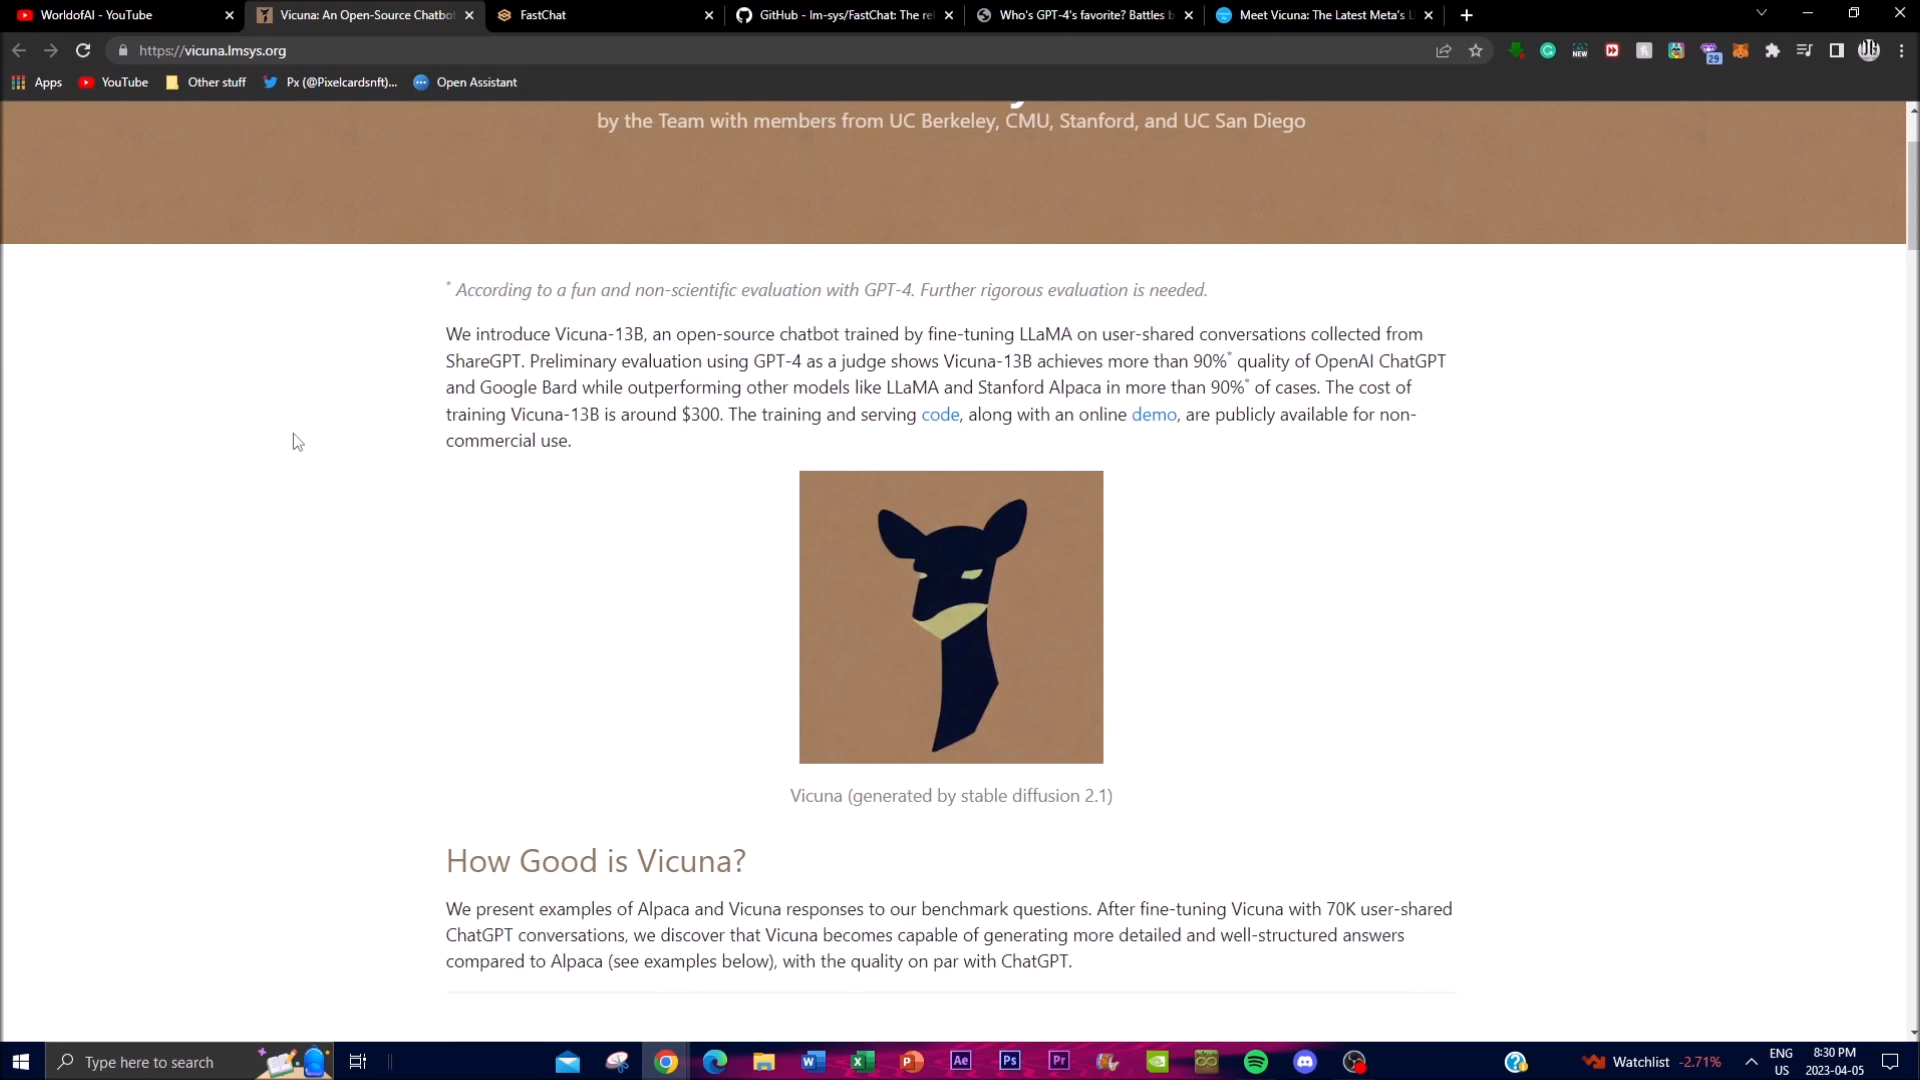 WorldofAI - YouTube
Vicuna: An Open-Source Chatbot
FastChat
GitHub - lm-sys/FastChat: The re
Who's GPT-4's favorite? Battles b
Meet Vicuna: The Latest Meta's L
https://vicuna.lmsys.org
NEW
29
Apps
YouTube
Other stuff
Px (@Pixelcardsnft)...
Open Assistant
by the Team with members from UC Berkeley, CMU, Stanford, and UC San Diego
* According to a fun and non-scientific evaluation with GPT-4. Further rigorous evaluation is needed.
We introduce Vicuna-13B, an open-source chatbot trained by fine-tuning LLaMA on user-shared conversations collected from
ShareGPT. Preliminary evaluation using GPT-4 as a judge shows Vicuna-13B achieves more than 90%* quality of OpenAI ChatGPT
and Google Bard while outperforming other models like LLaMA and Stanford Alpaca in more than 90%* of cases. The cost of
training Vicuna-13B is around $300. The training and serving code, along with an online demo, are publicly available for non-
commercial use.
Vicuna (generated by stable diffusion 2.1)
How Good is Vicuna?
We present examples of Alpaca and Vicuna responses to our benchmark questions. After fine-tuning Vicuna with 70K user-shared
ChatGPT conversations, we discover that Vicuna becomes capable of generating more detailed and well-structured answers
compared to Alpaca (see examples below), with the quality on par with ChatGPT.
Type here to search
Ae
Ps
Pr
Watchlist -2.71%
ENG
US
8:30 PM
2023-04-05